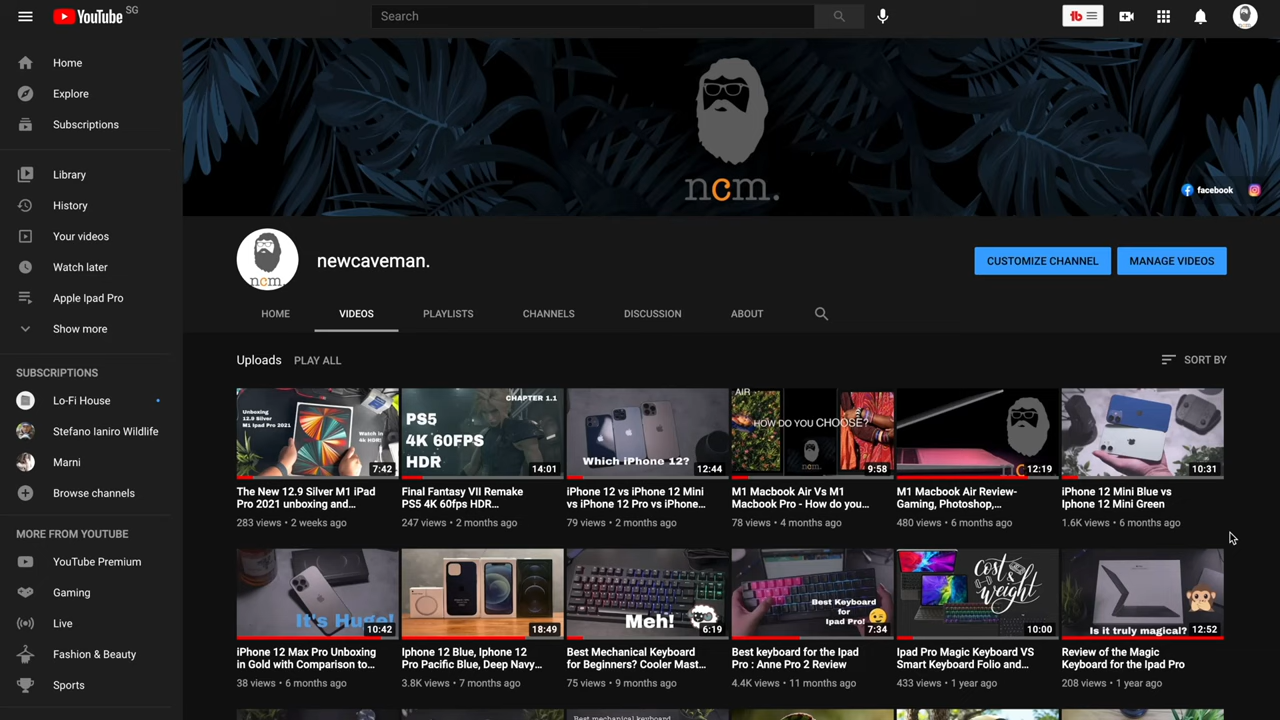 YouTube SG
Search
Home
Explore
Subscriptions
Library
History
Your videos
Watch later
Apple Ipad Pro
Show more
SUBSCRIPTIONS
Lo-Fi House
Stefano Ianiro Wildlife
Marni
Browse channels
MORE FROM YOUTUBE
YouTube Premium
Gaming
Live
Fashion & Beauty
Sports
ncm.
facebook
ncm.
newcaveman.
CUSTOMIZE CHANNEL
MANAGE VIDEOS
HOME
VIDEOS
PLAYLISTS
CHANNELS
DISCUSSION
ABOUT
Uploads
PLAY ALL
SORT BY
Unboxing
12.9 Silver
M1 Ipad Pro
2021
Watch in
4k HDR!
7:42
The New 12.9 Silver M1 iPad
Pro 2021 unboxing and...
283 views • 2 weeks ago
CHAPTER 1.1
PS5
4K 60FPS
HDR
14:01
Final Fantasy VII Remake
PS5 4K 60fps HDR...
247 views • 2 months ago
Which iPhone 12?
12:44
iPhone 12 vs iPhone 12 Mini
vs iPhone 12 Pro vs iPhone...
79 views • 2 months ago
AIR
HOW DO YOU CHOOSE?
9:58
M1 Macbook Air Vs M1
Macbook Pro - How do you...
78 views • 4 months ago
12:19
M1 Macbook Air Review-
Gaming, Photoshop,...
480 views • 6 months ago
10:31
iPhone 12 Mini Blue vs
Iphone 12 Mini Green
1.6K views • 6 months ago
It's Huge!
10:42
iPhone 12 Max Pro Unboxing
in Gold with Comparison to...
38 views • 6 months ago
18:49
Iphone 12 Blue, Iphone 12
Pro Pacific Blue, Deep Navy...
3.8K views • 7 months ago
Meh!
6:19
Best Mechanical Keyboard
for Beginners? Cooler Mast...
75 views • 9 months ago
Best Keyboard
for
Ipad Pro!
7:34
Best keyboard for the Ipad
Pro : Anne Pro 2 Review
4.4K views • 11 months ago
cost &
weight
10:00
Ipad Pro Magic Keyboard VS
Smart Keyboard Folio and...
433 views • 1 year ago
Is it truly magical?
12:52
Review of the Magic
Keyboard for the Ipad Pro
208 views • 1 year ago